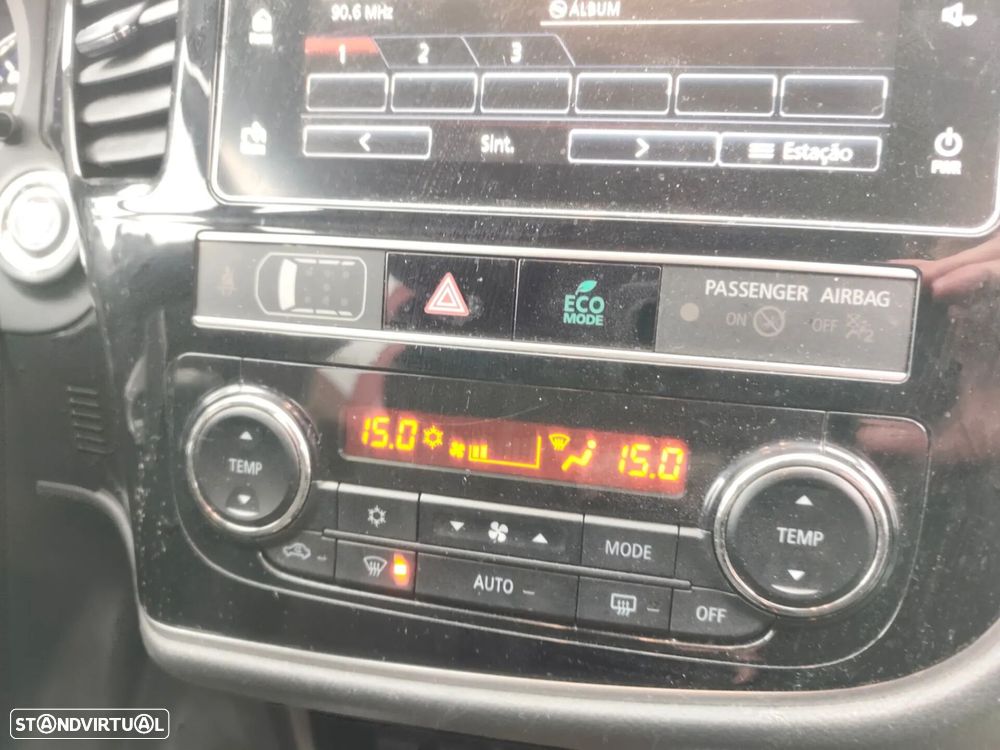 90.6 MHz
ÁLBUM
1 2 3
< Sint. > Estação
PWR
ECO
MODE
PASSENGER AIRBAG
ON OFF
15.0 15.0
TEMP
TEMP
MODE
AUTO
OFF
STANDVIRTUAL